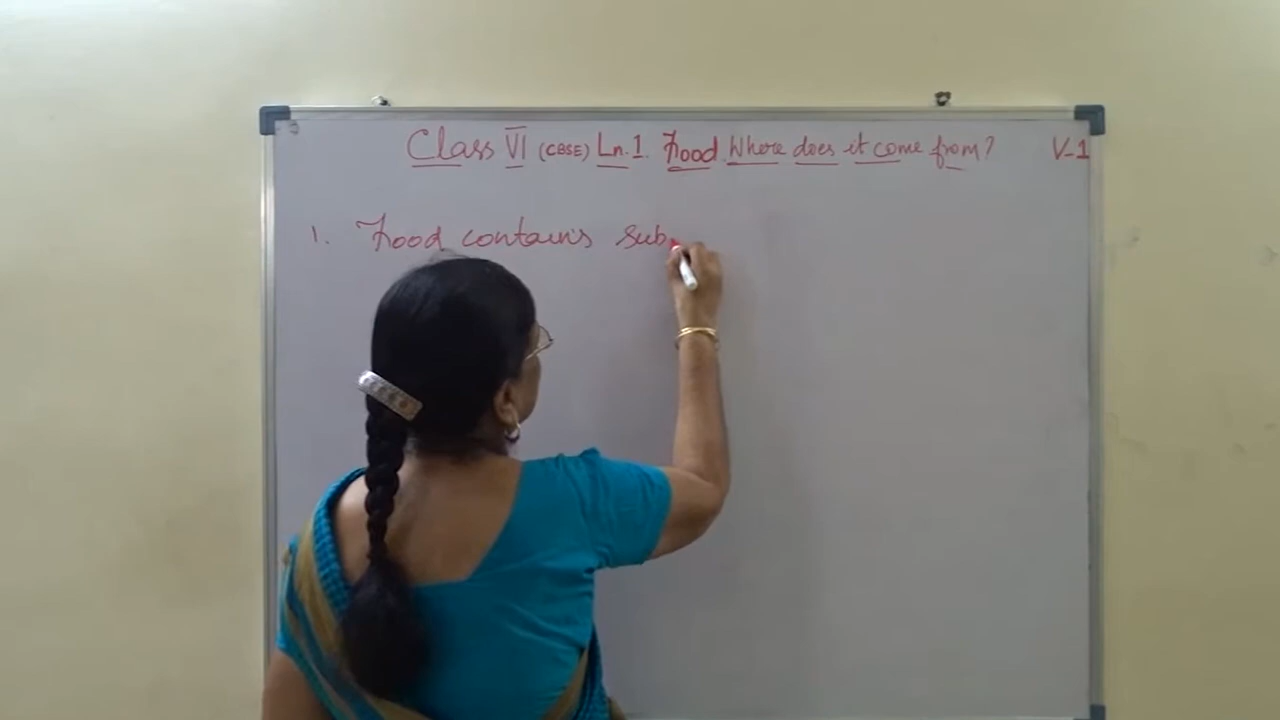 Class VI (CBSE) Ln.1. Food Where does it come from? V-1
1. Food contains sub